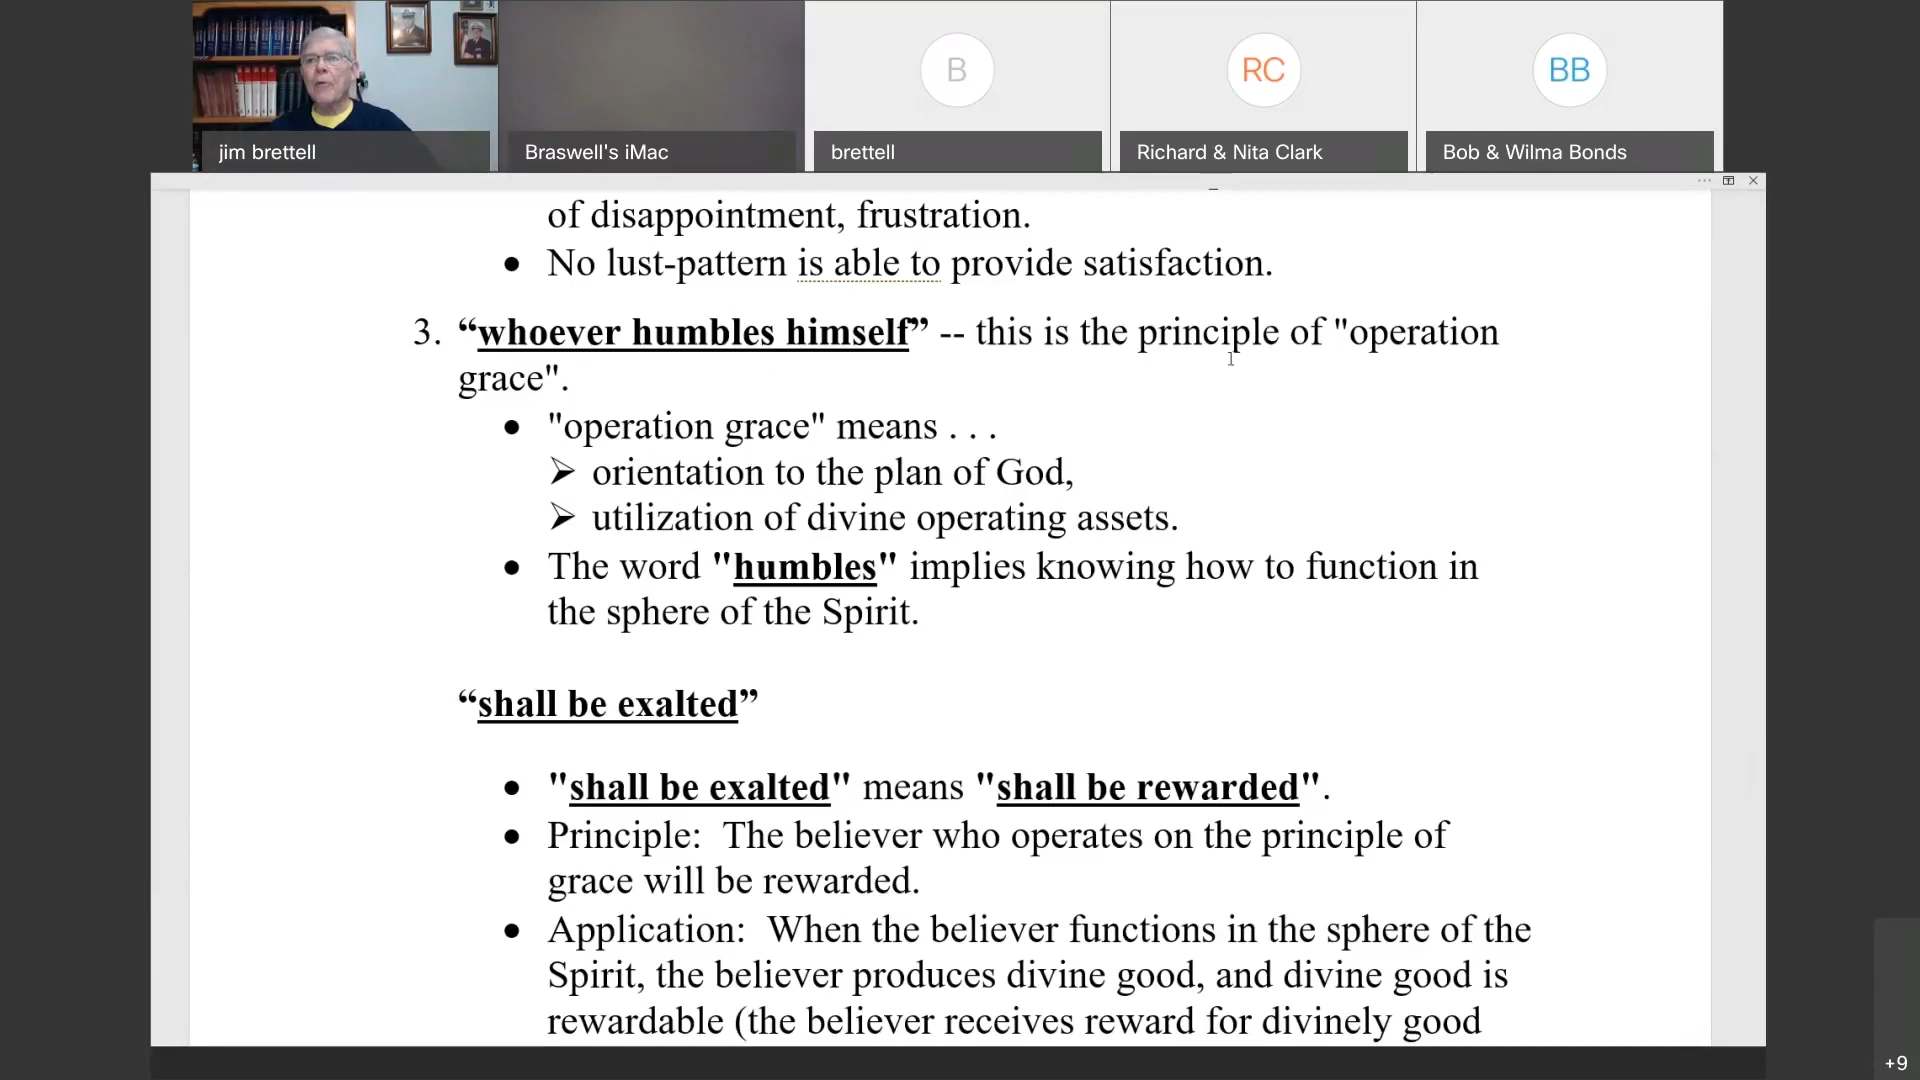 B
RC
BB
jim brettell
Braswell's iMac
brettell
Richard & Nita Clark
Bob & Wilma Bonds
of disappointment, frustration.
• No lust-pattern is able to provide satisfaction.
3. “whoever humbles himself” -- this is the principle of "operation
grace".
• "operation grace" means . . .
➢ orientation to the plan of God,
➢ utilization of divine operating assets.
• The word "humbles" implies knowing how to function in
the sphere of the Spirit.
“shall be exalted”
• "shall be exalted" means "shall be rewarded".
• Principle:  The believer who operates on the principle of
grace will be rewarded.
• Application:  When the believer functions in the sphere of the
Spirit, the believer produces divine good, and divine good is
rewardable (the believer receives reward for divinely good
+9